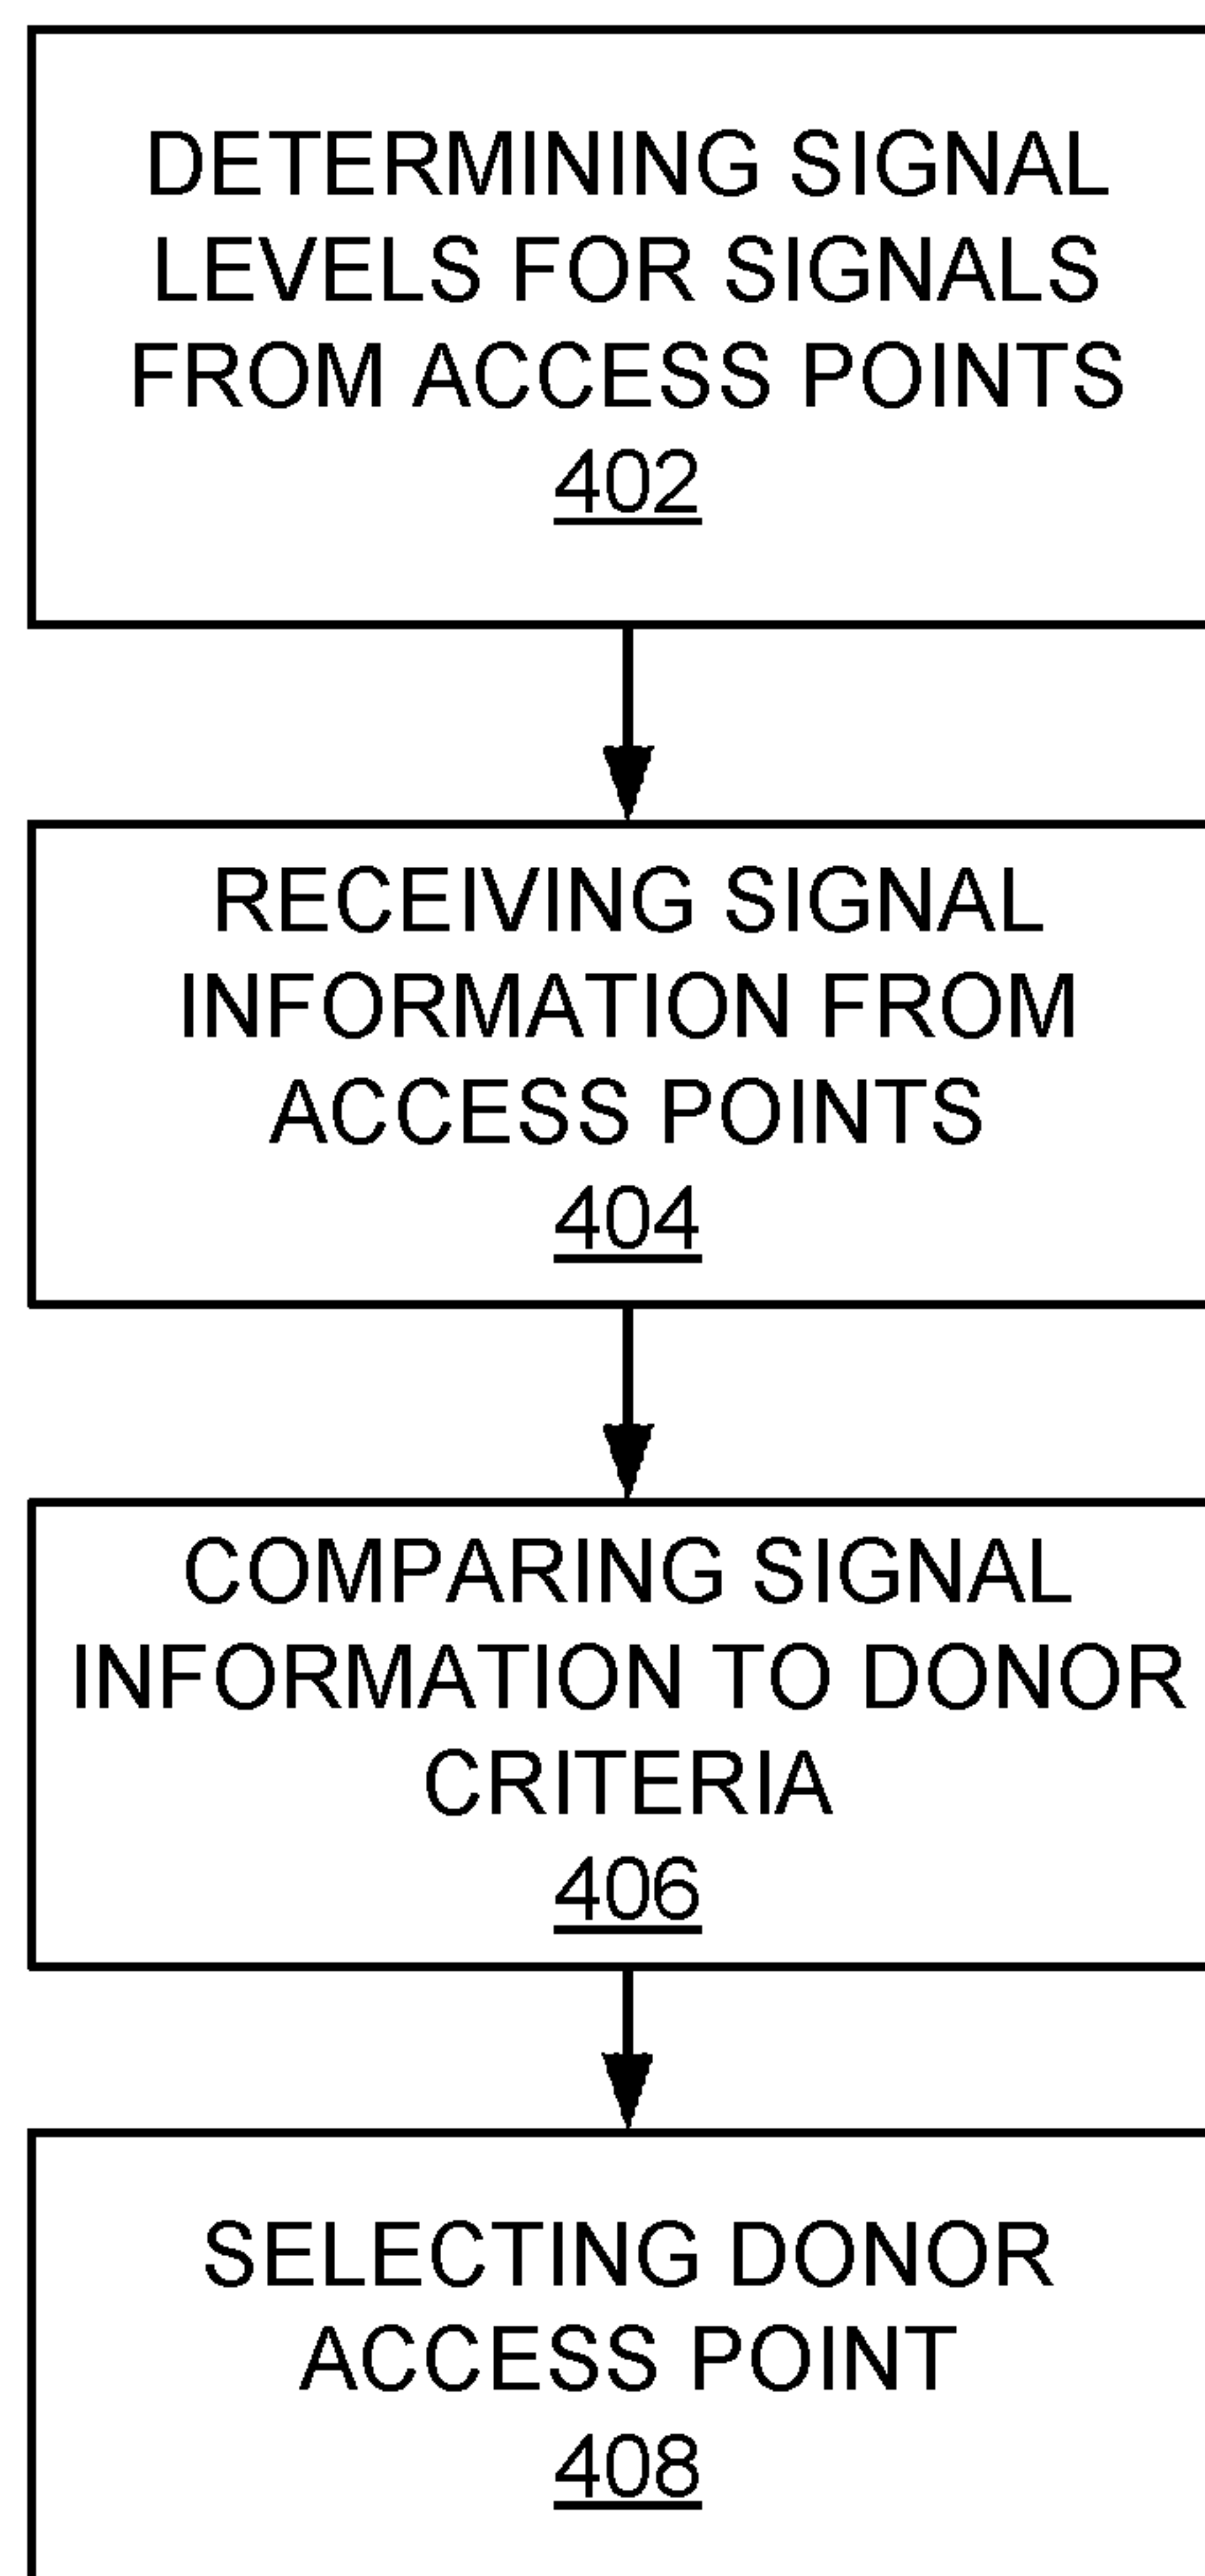 DETERMINING SIGNAL
LEVELS FOR SIGNALS
FROM ACCESS POINTS
402
RECEIVING SIGNAL
INFORMATION FROM
ACCESS POINTS
404
COMPARING SIGNAL
INFORMATION TO DONOR
CRITERIA
406
SELECTING DONOR
ACCESS POINT
408